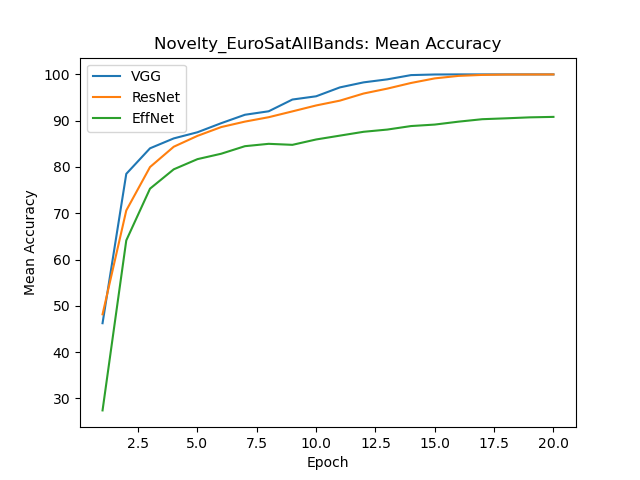 Novelty_EuroSatAllBands: Mean Accuracy
VGG
ResNet
EffNet
Mean Accuracy
100
90
80
70
60
50
40
30
2.5 5.0 7.5 10.0 12.5 15.0 17.5 20.0
Epoch